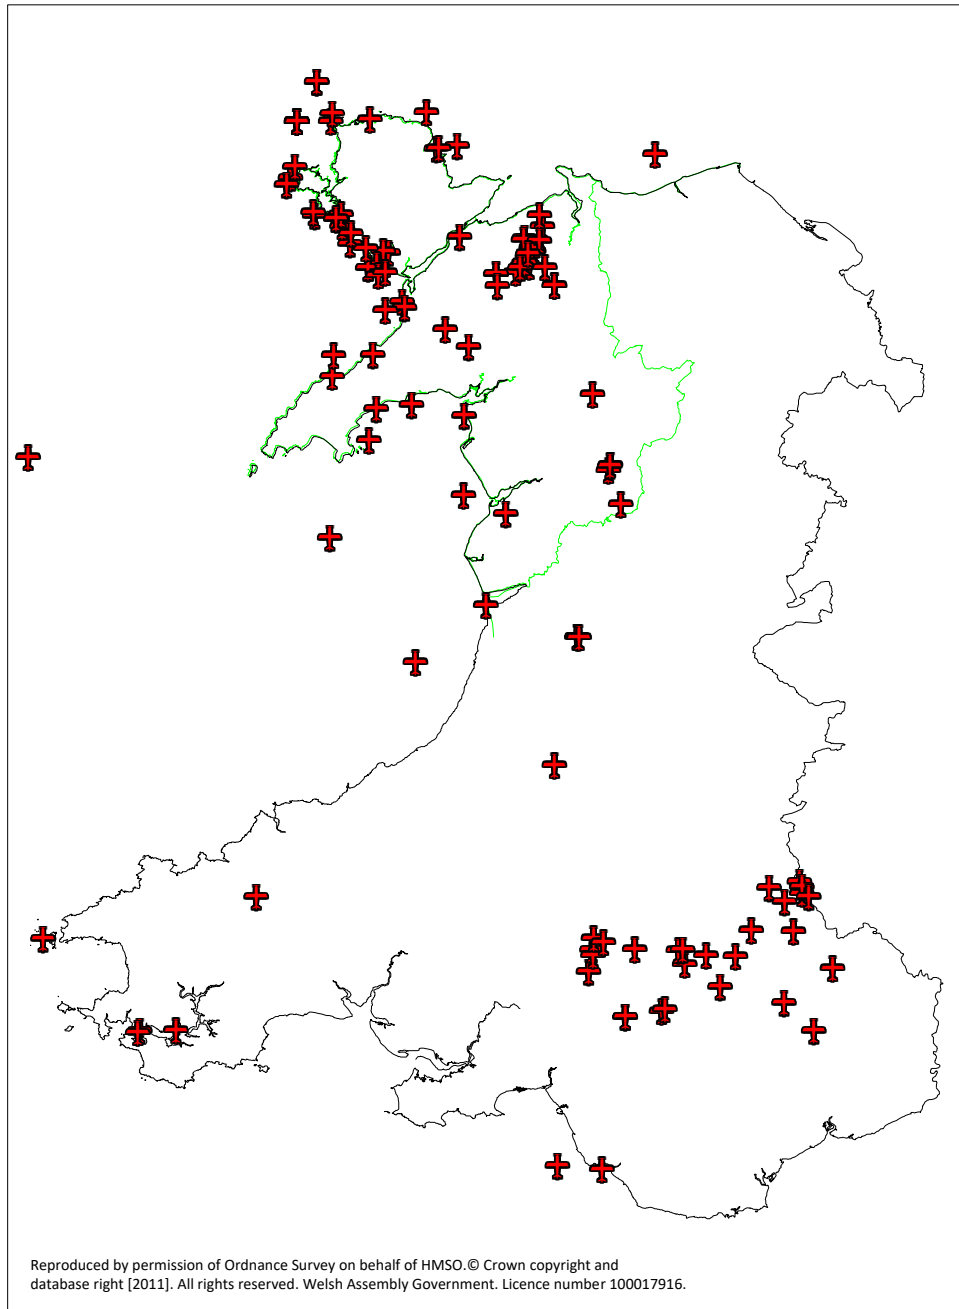 Reproduced by permission of Ordnance Survey on behalf of HMSO.© Crown copyright and
database right [2011]. All rights reserved. Welsh Assembly Government. Licence number 100017916.